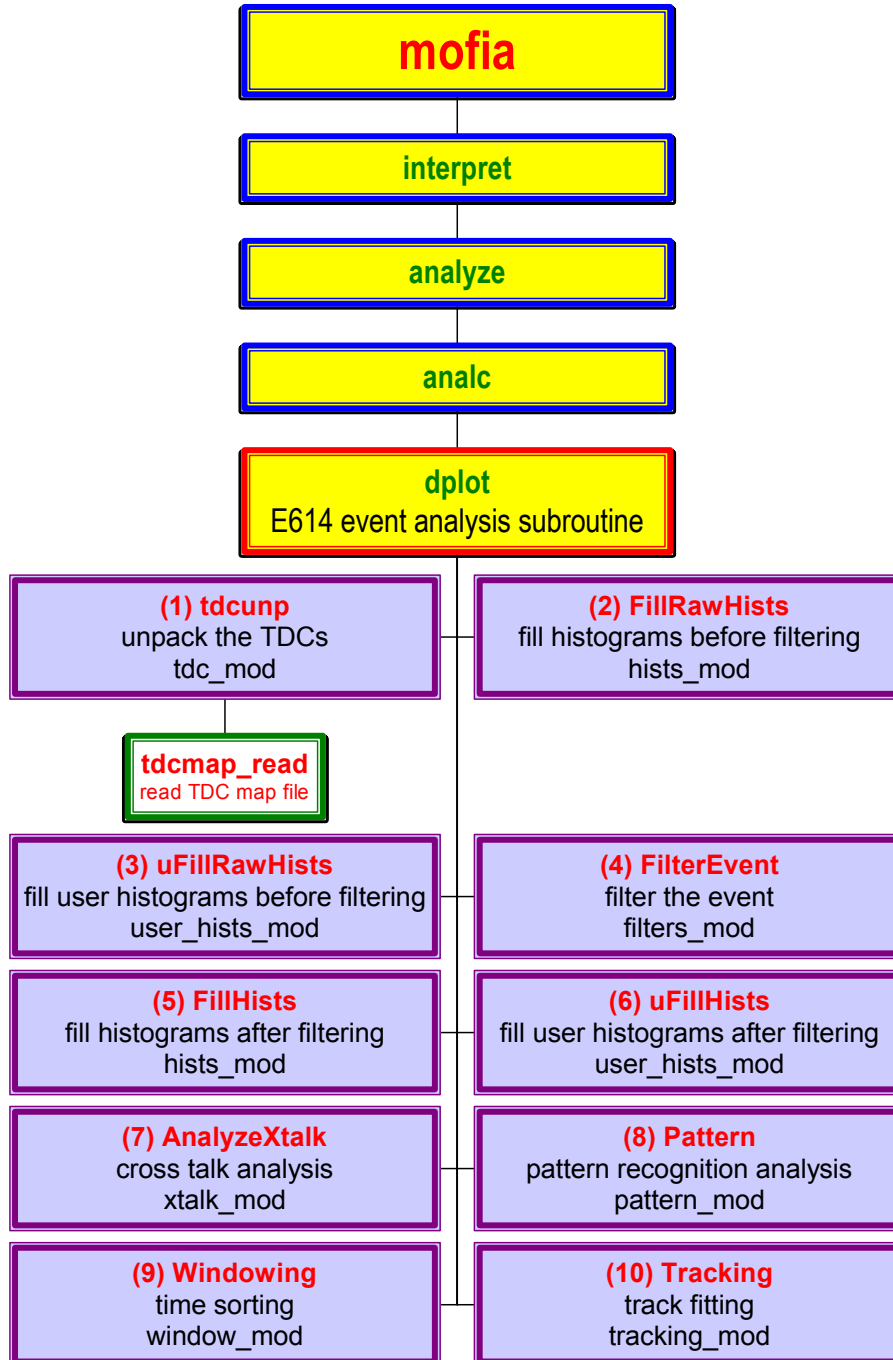 mofia
interpret
analyze
analc
dplot
E614 event analysis subroutine
(1) tdcunp
unpack the TDCs
tdc_mod
(2) FillRawHists
fill histograms before filtering
hists_mod
tdcmap_read
read TDC map file
(3) uFillRawHists
fill user histograms before filtering
user_hists_mod
(4) FilterEvent
filter the event
filters_mod
(5) FillHists
fill histograms after filtering
hists_mod
(6) uFillHists
fill user histograms after filtering
user_hists_mod
(7) AnalyzeXtalk
cross talk analysis
xtalk_mod
(8) Pattern
pattern recognition analysis
pattern_mod
(9) Windowing
time sorting
window_mod
(10) Tracking
track fitting
tracking_mod